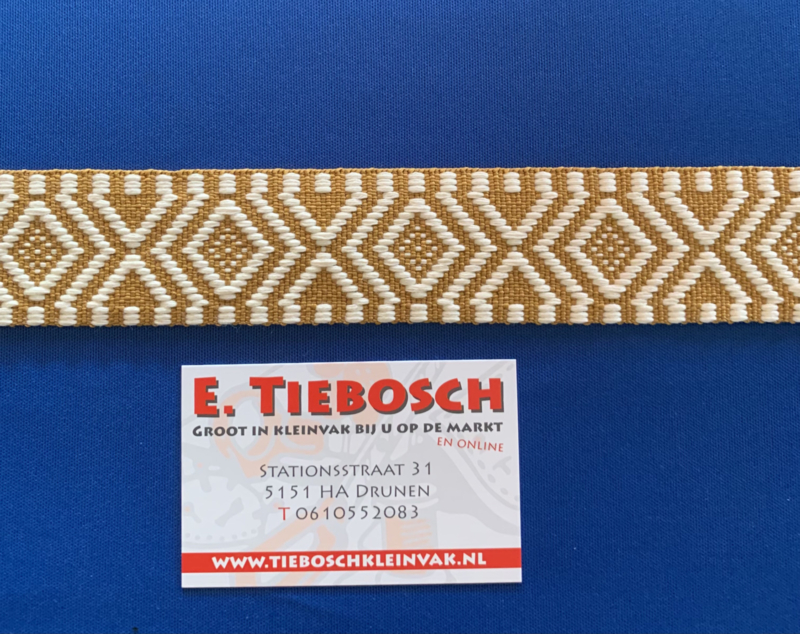 E. TIEBOSCH
GROOT IN KLEINVAK BIJ U OP DE MARKT
EN ONLINE
STATIONSSTRAAT 31
5151 HA DRUNEN
T 0610552083
WWW.TIEBOSCHKLEINVAK.NL